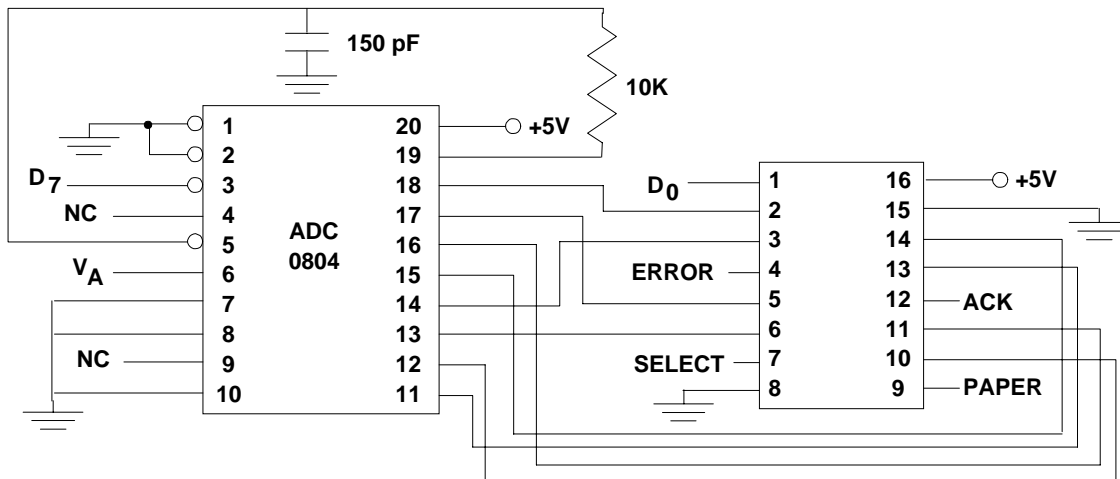 150 pF
10K
1 20 +5V
2 19
D7 3 18
NC 4 17
ADC
0804
5 16
VA 6 15
7 14
8 13
NC 9 12
10 11
D0 1 16 +5V
2 15
3 14
ERROR 4 13
5 12 ACK
6 11
SELECT 7 10
8 9 PAPER